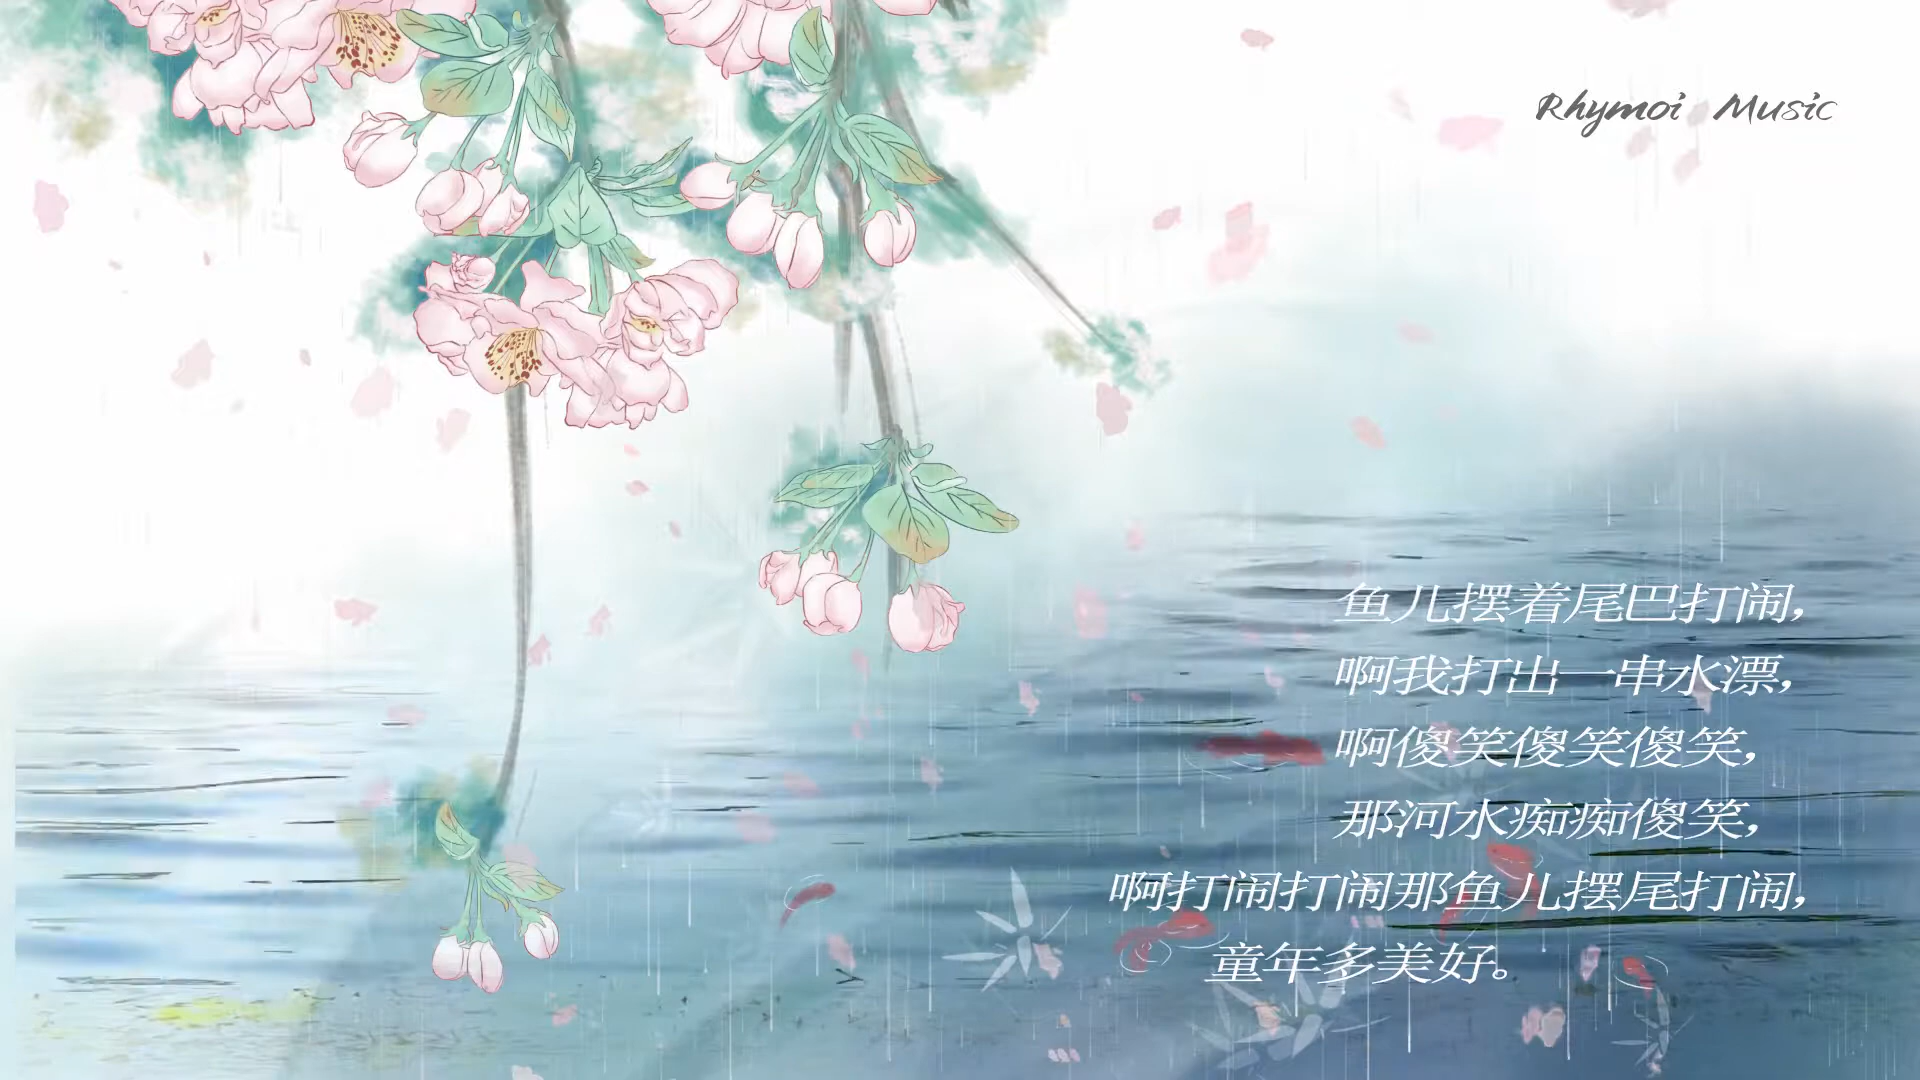 Rhymoi Music
鱼儿摆着尾巴打闹，
啊我打出一串水漂，
啊傻笑傻笑傻笑，
那河水痴痴傻笑，
啊打闹打闹那鱼儿摆尾打闹，
童年多美好。